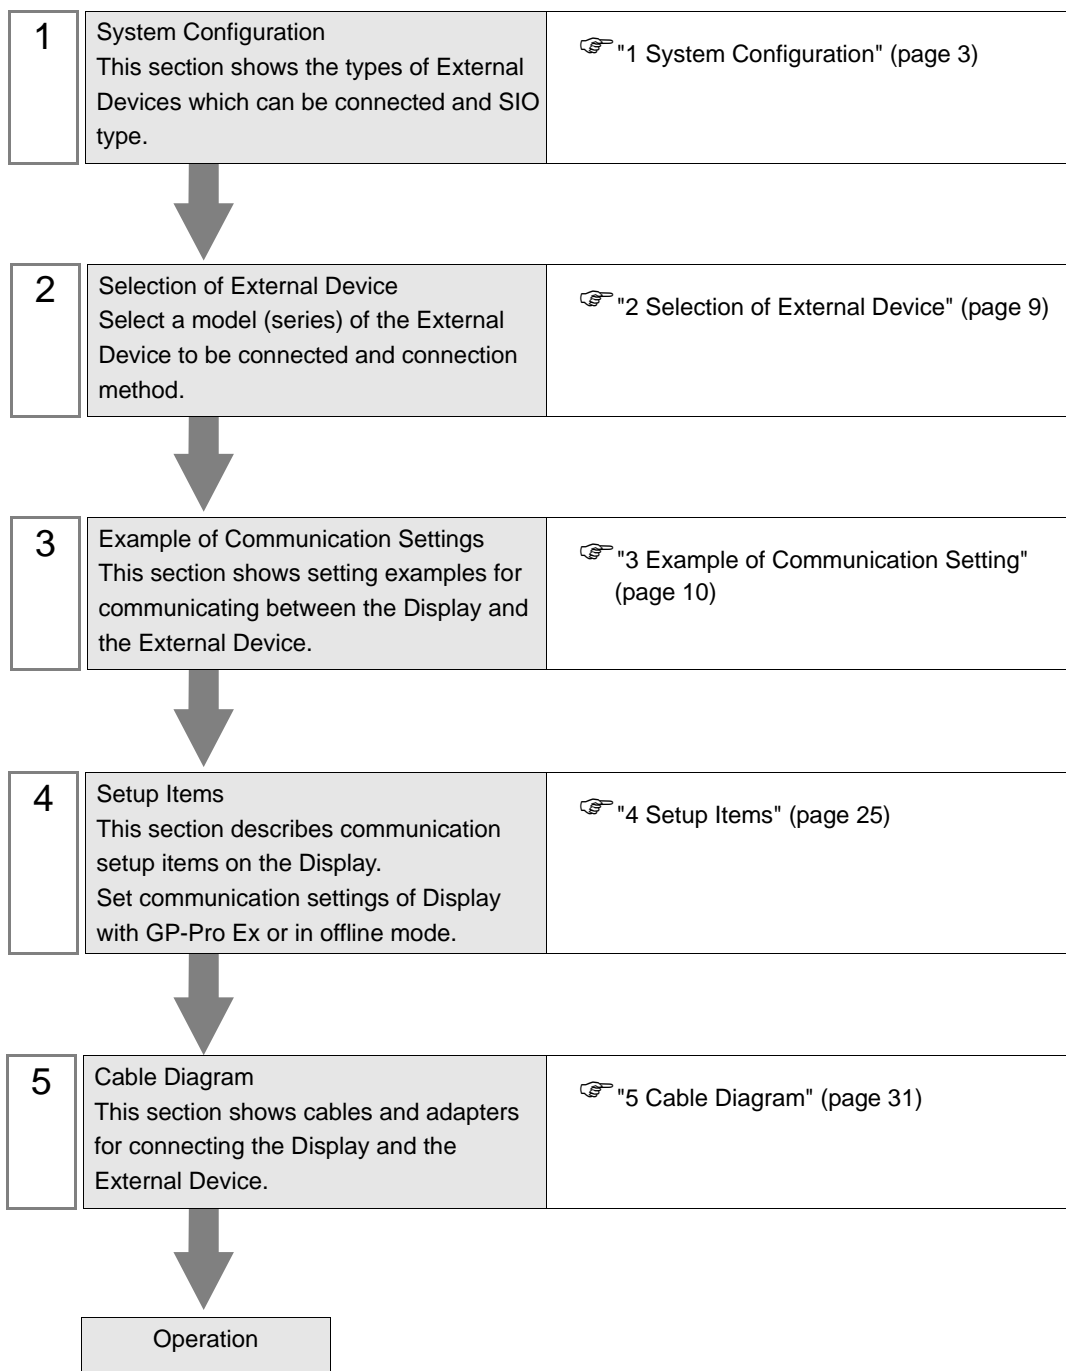 1
System Configuration
This section shows the types of External
Devices which can be connected and SIO
type.
"1 System Configuration" (page 3)
2
Selection of External Device
Select a model (series) of the External
Device to be connected and connection
method.
"2 Selection of External Device" (page 9)
3
Example of Communication Settings
This section shows setting examples for
communicating between the Display and
the External Device.
"3 Example of Communication Setting"
(page 10)
4
Setup Items
This section describes communication
setup items on the Display.
Set communication settings of Display
with GP-Pro Ex or in offline mode.
"4 Setup Items" (page 25)
5
Cable Diagram
This section shows cables and adapters
for connecting the Display and the
External Device.
"5 Cable Diagram" (page 31)
Operation